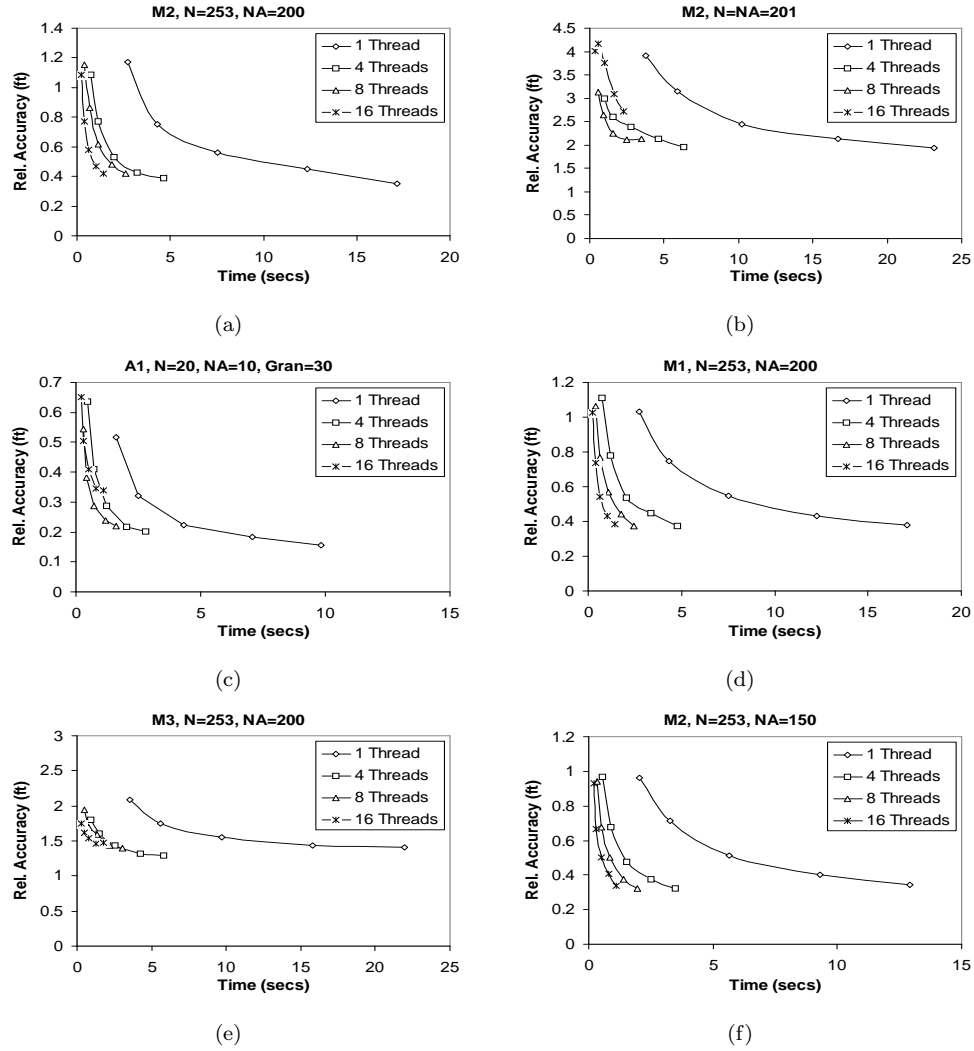 M2, N=253, NA=200
1.4
1.2
1
0.8
0.6
0.4
0.2
0
Rel. Accuracy (ft)
1 Thread
4 Threads
8 Threads
16 Threads
0 5 10 15 20
Time (secs)
(a)
M2, N=NA=201
4.5
4
3.5
3
2.5
2
1.5
1
0.5
0
Rel. Accuracy (ft)
1 Thread
4 Threads
8 Threads
16 Threads
0 5 10 15 20 25
Time (secs)
(b)
A1, N=20, NA=10, Gran=30
0.7
0.6
0.5
0.4
0.3
0.2
0.1
0
Rel. Accuracy (ft)
1 Thread
4 Threads
8 Threads
16 Threads
0 5 10 15
Time (secs)
(c)
M1, N=253, NA=200
1.2
1
0.8
0.6
0.4
0.2
0
Rel. Accuracy (ft)
1 Thread
4 Threads
8 Threads
16 Threads
0 5 10 15 20
Time (secs)
(d)
M3, N=253, NA=200
3
2.5
2
1.5
1
0.5
0
Rel. Accuracy (ft)
1 Thread
4 Threads
8 Threads
16 Threads
0 5 10 15 20 25
Time (secs)
(e)
M2, N=253, NA=150
1.2
1
0.8
0.6
0.4
0.2
0
Rel. Accuracy (ft)
1 Thread
4 Threads
8 Threads
16 Threads
0 5 10 15
Time (secs)
(f)